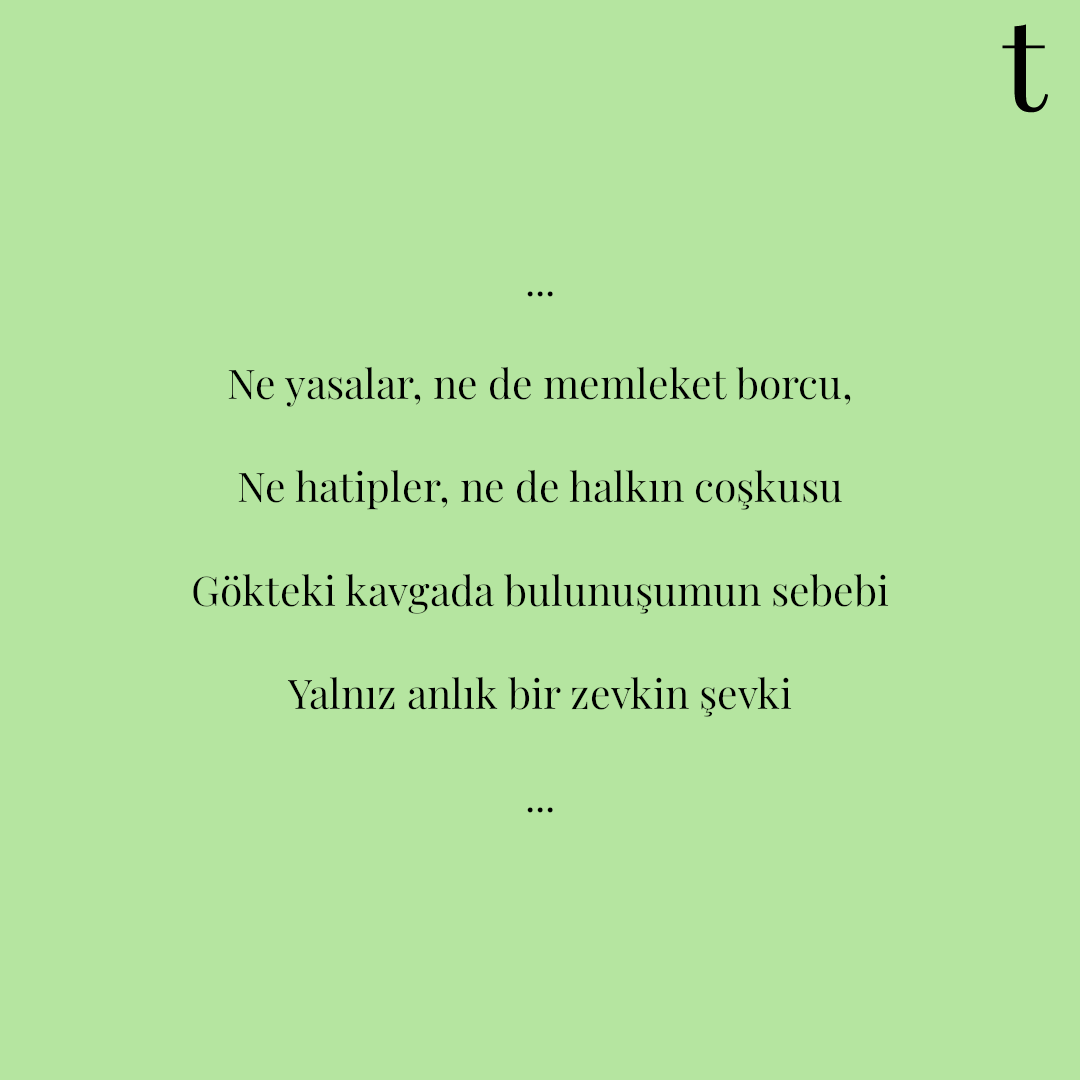 t
...
Ne yasalar, ne de memleket borcu,
Ne hatipler, ne de halkın coşkusu
Gökteki kavgada bulunuşumun sebebi
Yalnız anlık bir zevkin şevki
...